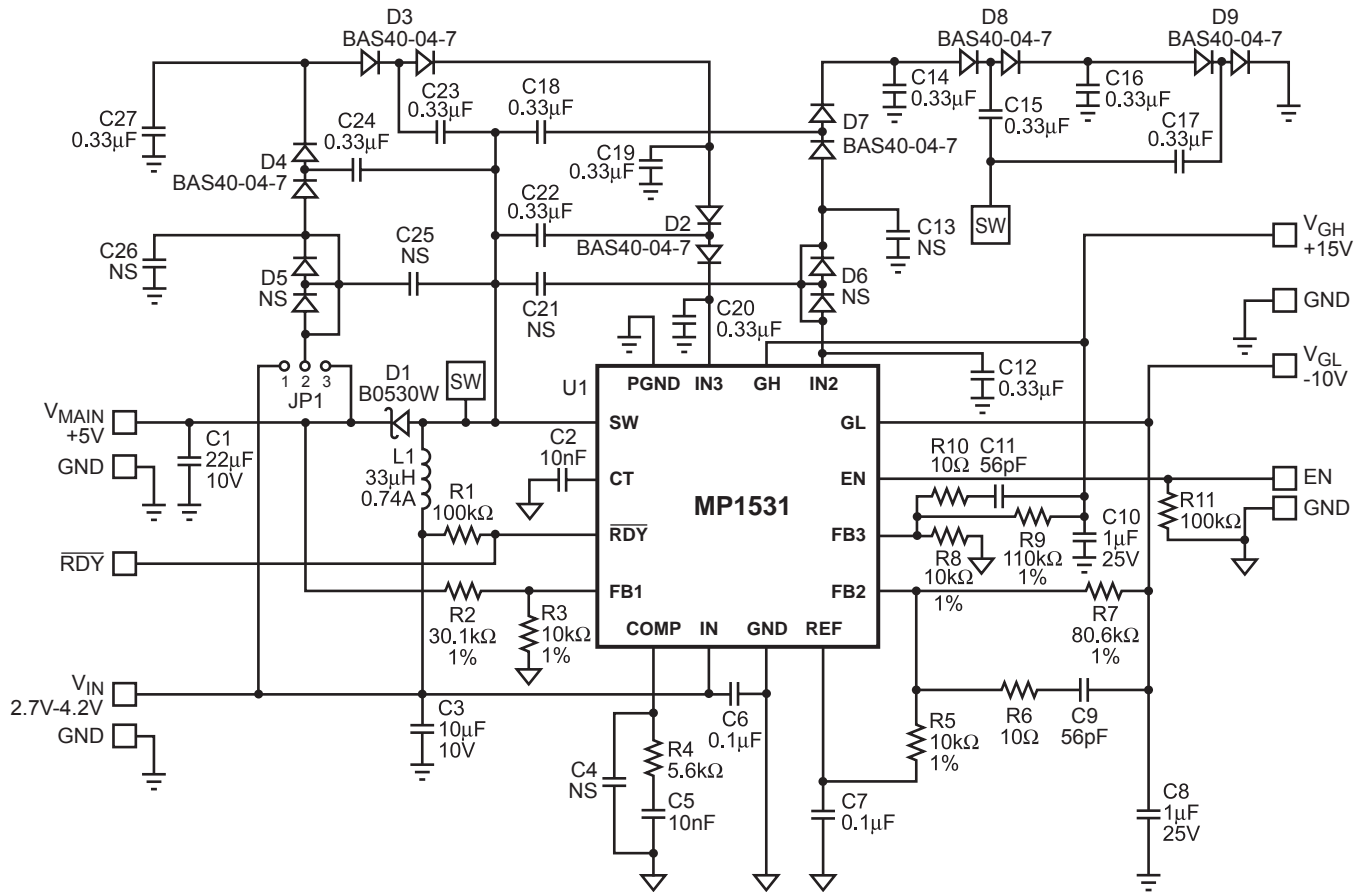 D3
BAS40-04-7
D8
BAS40-04-7
D9
BAS40-04-7
C27
0.33µF
C24
0.33µF
C23
0.33µF
C18
0.33µF
C14
0.33µF
C15
0.33µF
C16
0.33µF
C17
0.33µF
D4
BAS40-04-7
C19
0.33µF
D7
BAS40-04-7
C22
0.33µF
D2
BAS40-04-7
C13
NS
SW
VGH
+15V
C26
NS
D5
NS
C25
NS
C21
NS
C20
0.33µF
D6
NS
GND
1 2 3
JP1
D1
B0530W
SW
U1
PGND IN3 GH IN2
C12
0.33µF
VGL
-10V
VMAIN
+5V
C1
22µF
10V
GND
L1
33µH
0.74A
C2
10nF
SW
CT
RDY
FB1
COMP IN GND REF
GL
EN
FB3
FB2
MP1531
R10
10Ω
C11
56pF
EN
GND
R11
100kΩ
R1
100kΩ
RDY
R8
10kΩ
1%
R9
110kΩ
1%
C10
1µF
25V
R2
30.1kΩ
1%
R3
10kΩ
1%
R7
80.6kΩ
1%
VIN
2.7V-4.2V
GND
C3
10µF
10V
C6
0.1µF
R5
10kΩ
1%
R6
10Ω
C9
56pF
C4
NS
R4
5.6kΩ
C5
10nF
C7
0.1µF
C8
1µF
25V